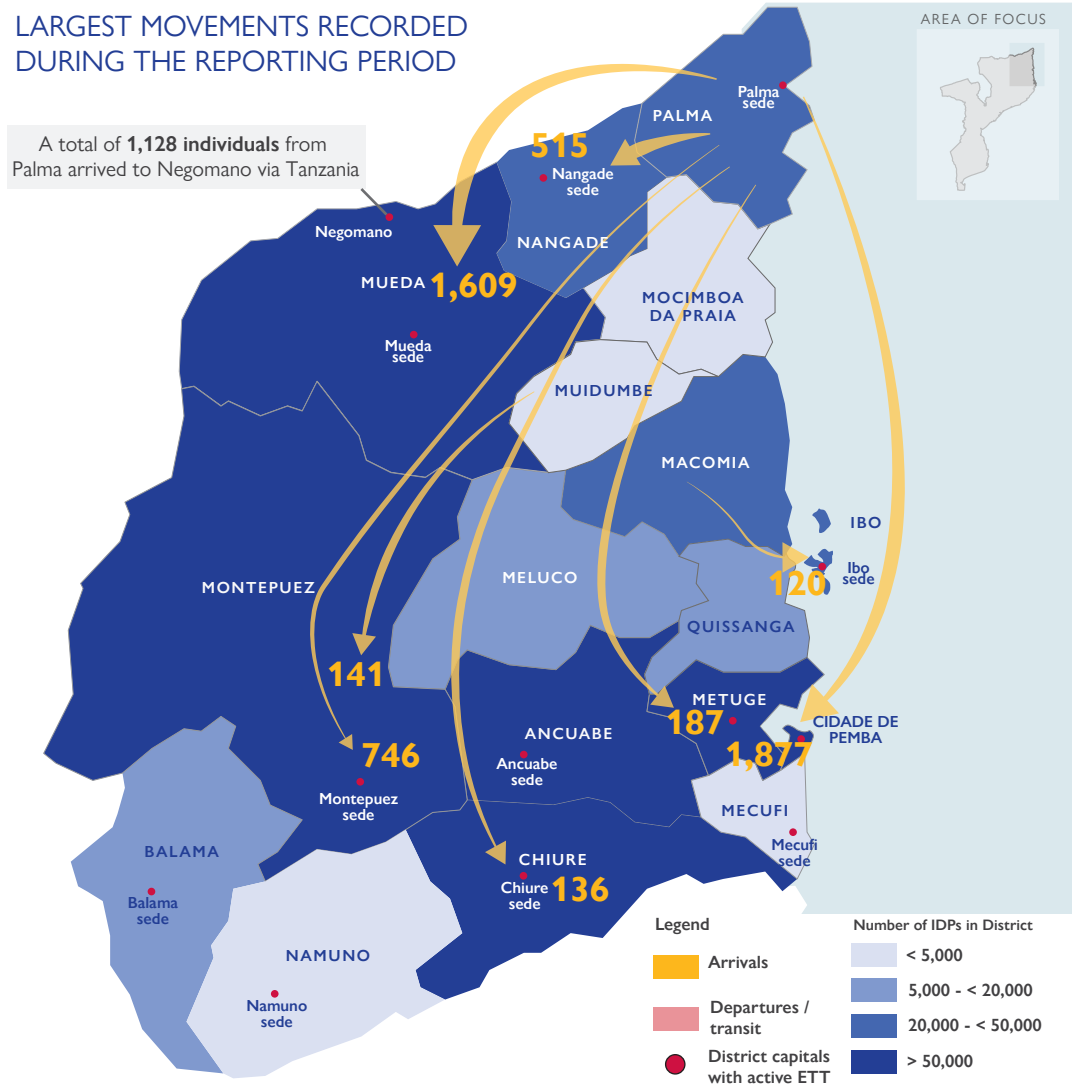 LARGEST MOVEMENTS RECORDED
DURING THE REPORTING PERIOD
AREA OF FOCUS
A total of 1,128 individuals from
Palma arrived to Negomano via Tanzania
Palma
sede
PALMA
515
Nangade
sede
Negomano
NANGADE
MUEDA 1,609
MOCIMBOA
DA PRAIA
Mueda
sede
MUIDUMBE
MACOMIA
IBO
Ibo
sede
120
MELUCO
MONTEPUEZ
QUISSANGA
141
METUGE
187
CIDADE DE
PEMBA
1,877
ANCUABE
746
Ancuabe
sede
Montepuez
sede
MECUFI
Mecufi
sede
BALAMA
CHIURE
Chiure
sede
136
Balama
sede
NAMUNO
Namuno
sede
Legend
Arrivals
Departures /
transit
District capitals
with active ETT
Number of IDPs in District
< 5,000
5,000 - < 20,000
20,000 - < 50,000
> 50,000